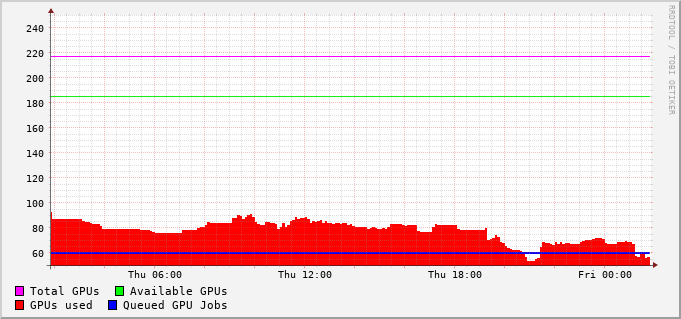 RRDTOOL / TOBI OETIKER
240
220
200
180
160
140
120
100
80
60
Thu 06:00 Thu 12:00 Thu 18:00 Fri 00:00
Total GPUs Available GPUs
GPUs used Queued GPU Jobs